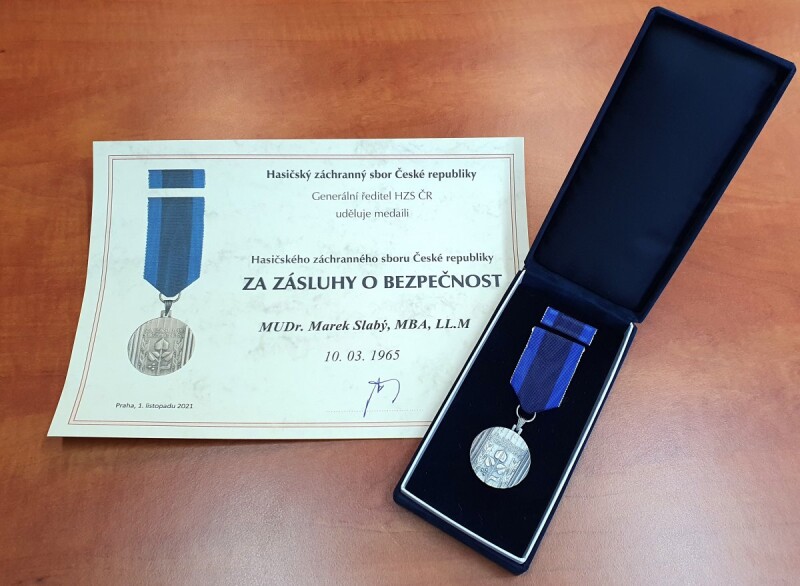 Hasičský záchranný sbor České republiky
Generální ředitel HZS ČR
uděluje medaili
Hasičského záchranného sboru České republiky
ZA ZÁSLUHY O BEZPEČNOST
MUDr. Marek Slabý, MBA, LL.M
10. 03. 1965
Praha, 1. listopadu 2021